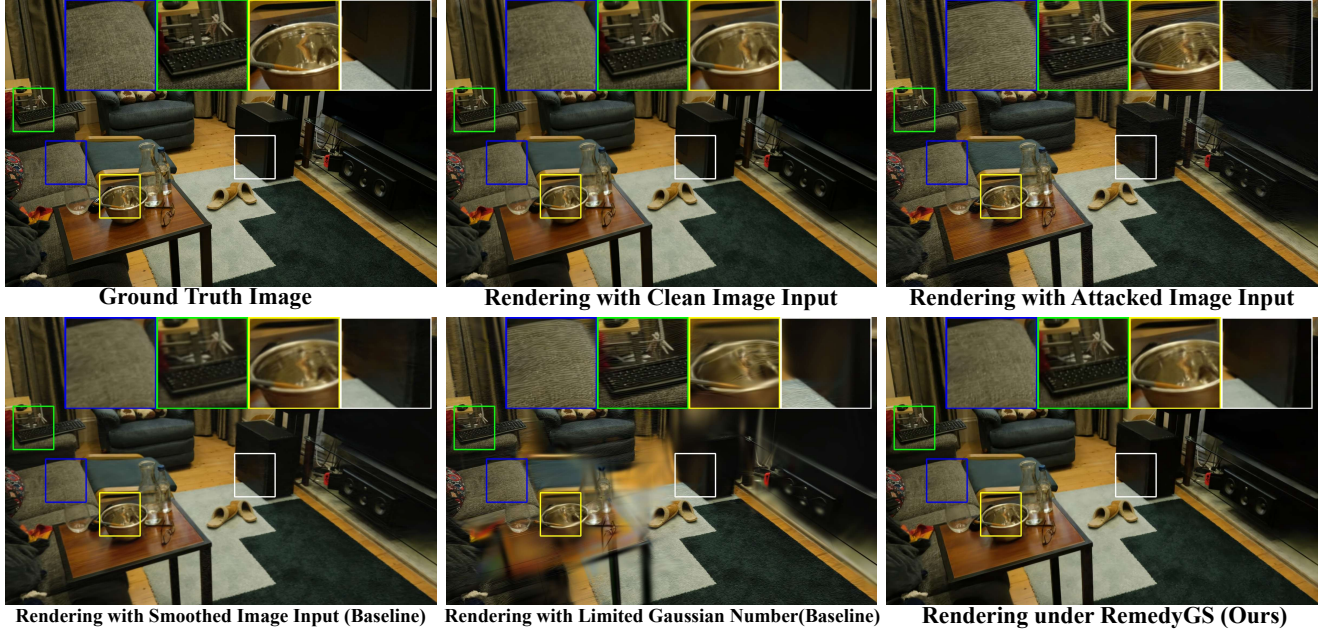 Ground Truth Image
Rendering with Clean Image Input
Rendering with Attacked Image Input
Rendering with Smoothed Image Input (Baseline)
Rendering with Limited Gaussian Number(Baseline)
Rendering under RemedyGS (Ours)